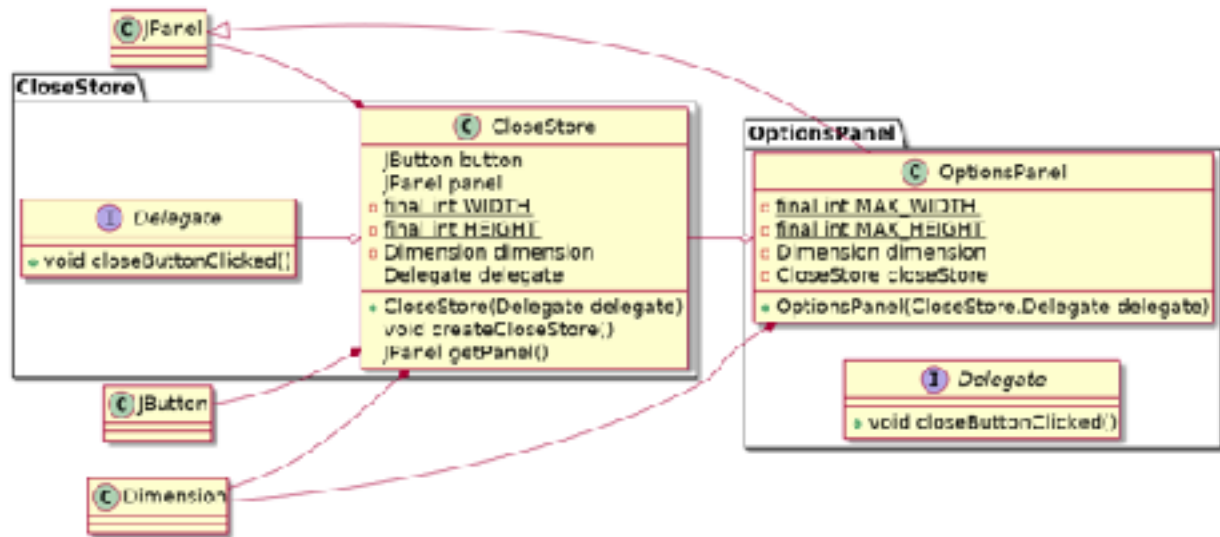 C JPanel
CloseStore
C CloseStore
JButton button
JPanel panel
final int WIDTH
final int HEIGHT
Dimension dimension
Delegate delegate
CloseStore(Delegate delegate)
void createCloseStore()
JPanel getPanel()
I Delegate
void closeButtonClicked()
OptionsPanel
C OptionsPanel
final int MAX_WIDTH
final int MAX_HEIGHT
Dimension dimension
CloseStore closeStore
OptionsPanel(CloseStore.Delegate delegate)
I Delegate
void closeButtonClicked()
C JButton
C Dimension